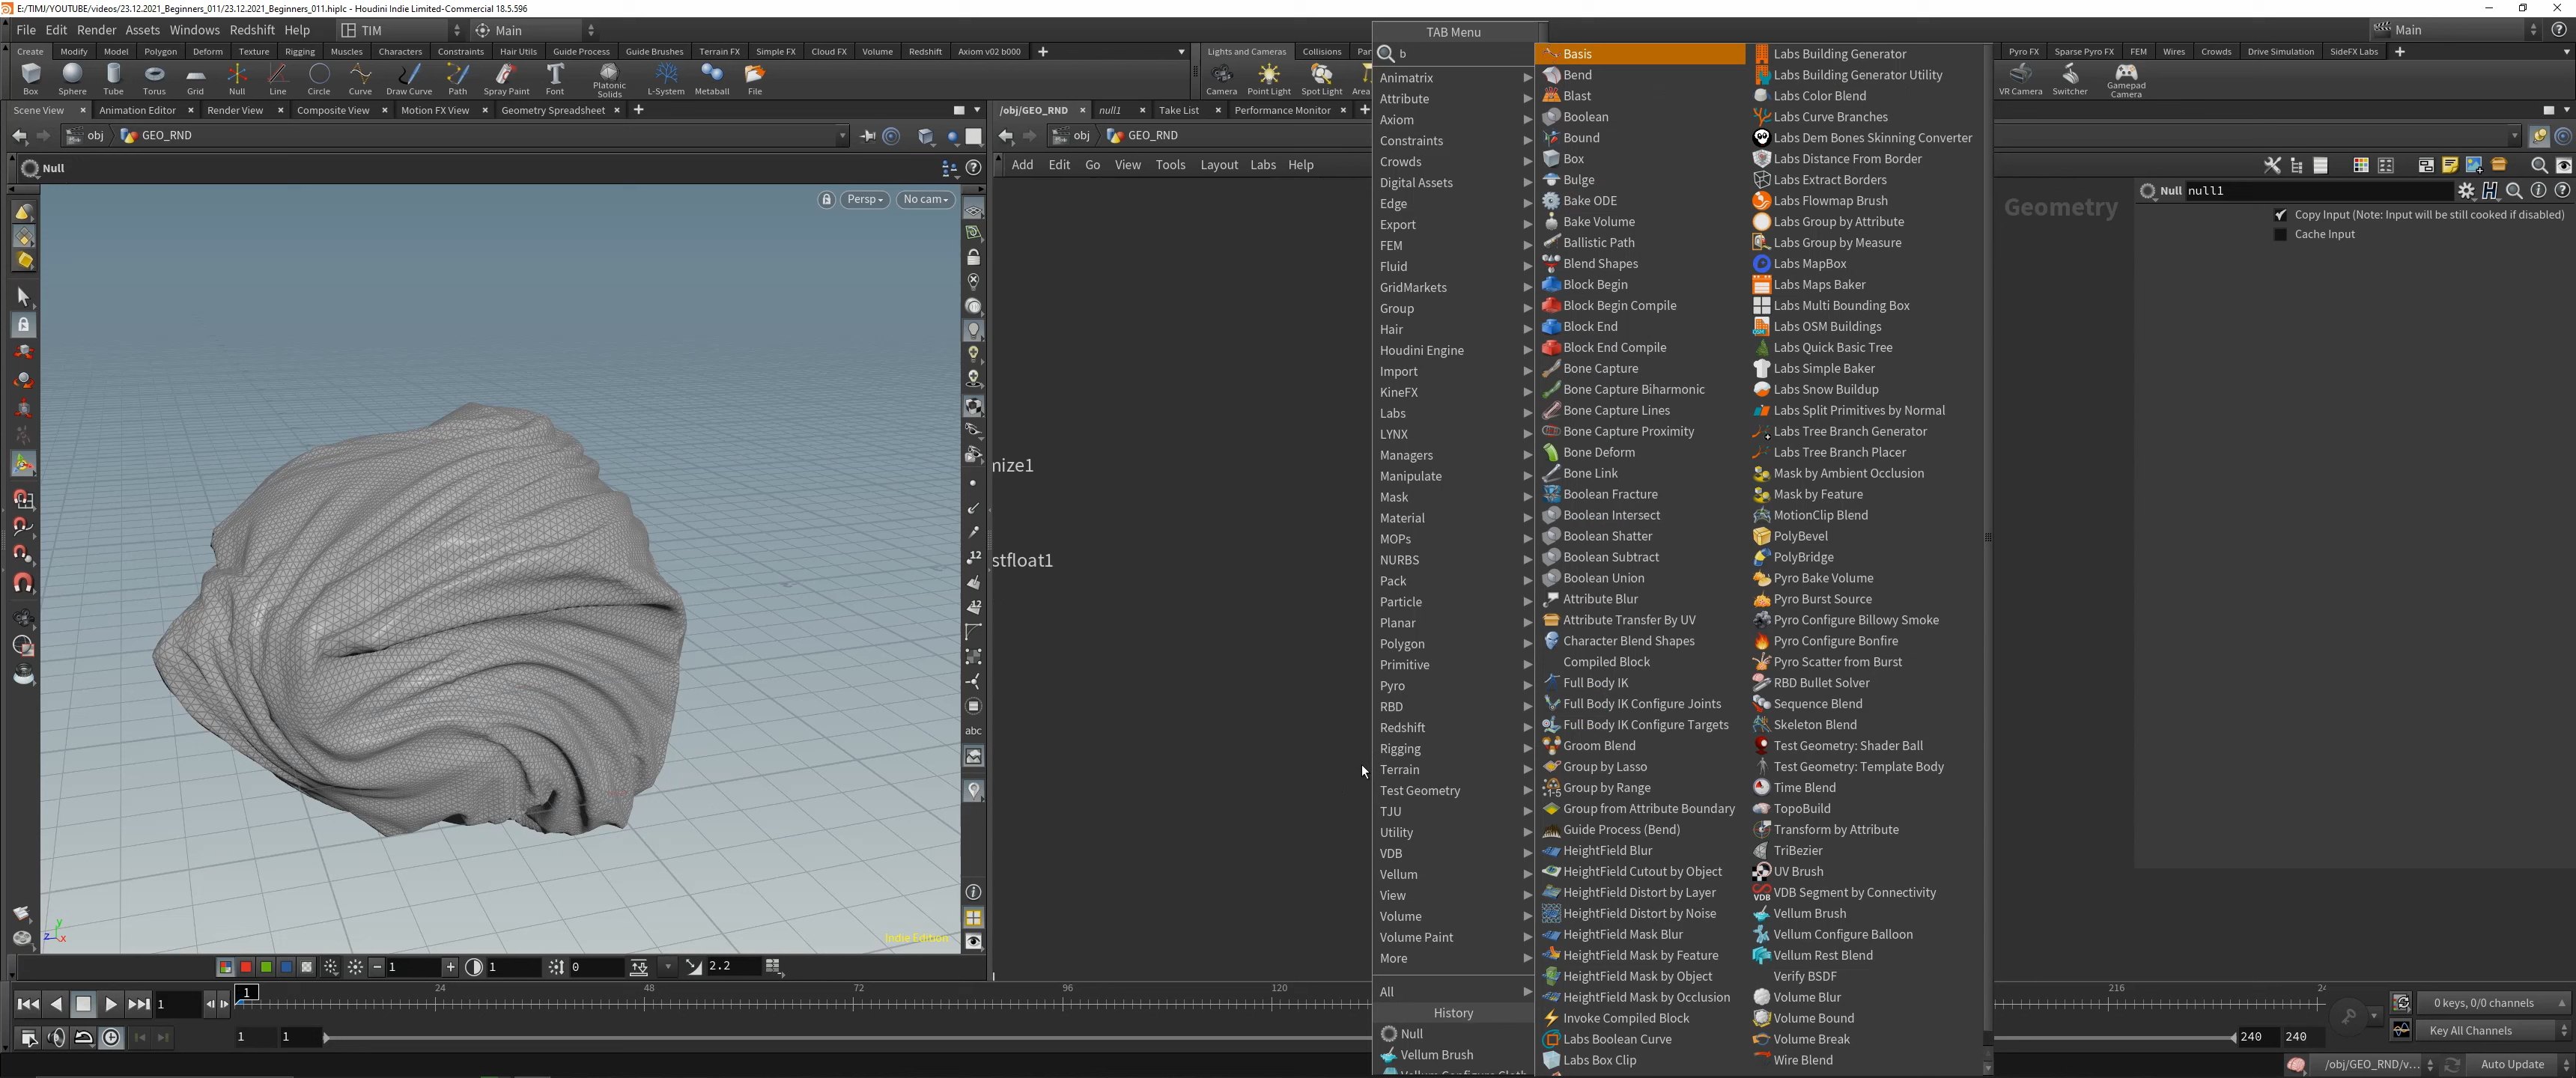 E:/TIMJ/YOUTUBE/videos/23.12.2021_Beginners_011/23.12.2021_Beginners_011.hiplc - Houdini Indie Limited-Commercial 18.5.596
File Edit Render Assets Windows Redshift Help TIM Main Main
Create Modify Model Polygon Deform Texture Rigging Muscles Characters Constraints Hair Utils Guide Process Guide Brushes Terrain FX Simple FX Cloud FX Volume Redshift Axiom v02 b000
Lights and Cameras Collisions Par
Pyro FX Sparse Pyro FX FEM Wires Crowds Drive Simulation SideFX Labs
Box Sphere Tube Torus Grid Null Line Circle Curve Draw Curve Path Spray Paint Font Platonic Solids L-System Metaball File
Camera Point Light Spot Light Area
VR Camera Switcher Gamepad Camera
Scene View Animation Editor Render View Composite View Motion FX View Geometry Spreadsheet
/obj/GEO_RND null1 Take List Performance Monitor
obj GEO_RND
obj GEO_RND
Null
Add Edit Go View Tools Layout Labs Help
Persp No cam
Geometry
Null null1
Copy Input (Note: Input will be still cooked if disabled)
Cache Input
nize1
stfloat1
Indie Edition
y
z x
12
12
abc
TAB Menu
b
Animatrix
Attribute
Axiom
Constraints
Crowds
Digital Assets
Edge
Export
FEM
Fluid
GridMarkets
Group
Hair
Houdini Engine
Import
KineFX
Labs
LYNX
Managers
Manipulate
Mask
Material
MOPs
NURBS
Pack
Particle
Planar
Polygon
Primitive
Pyro
RBD
Redshift
Rigging
Terrain
Test Geometry
TJU
Utility
VDB
Vellum
View
Volume
Volume Paint
More
All
History
Null
Vellum Brush
Vellum Configure Cloth
Basis
Bend
Blast
Boolean
Bound
Box
Bulge
Bake ODE
Bake Volume
Ballistic Path
Blend Shapes
Block Begin
Block Begin Compile
Block End
Block End Compile
Bone Capture
Bone Capture Biharmonic
Bone Capture Lines
Bone Capture Proximity
Bone Deform
Bone Link
Boolean Fracture
Boolean Intersect
Boolean Shatter
Boolean Subtract
Boolean Union
Attribute Blur
Attribute Transfer By UV
Character Blend Shapes
Compiled Block
Full Body IK
Full Body IK Configure Joints
Full Body IK Configure Targets
Groom Blend
Group by Lasso
Group by Range
Group from Attribute Boundary
Guide Process (Bend)
HeightField Blur
HeightField Cutout by Object
HeightField Distort by Layer
HeightField Distort by Noise
HeightField Mask Blur
HeightField Mask by Feature
HeightField Mask by Object
HeightField Mask by Occlusion
Invoke Compiled Block
Labs Boolean Curve
Labs Box Clip
Labs Building Generator
Labs Building Generator Utility
Labs Color Blend
Labs Curve Branches
Labs Dem Bones Skinning Converter
Labs Distance From Border
Labs Extract Borders
Labs Flowmap Brush
Labs Group by Attribute
Labs Group by Measure
Labs MapBox
Labs Maps Baker
Labs Multi Bounding Box
Labs OSM Buildings
Labs Quick Basic Tree
Labs Simple Baker
Labs Snow Buildup
Labs Split Primitives by Normal
Labs Tree Branch Generator
Labs Tree Branch Placer
Mask by Ambient Occlusion
Mask by Feature
MotionClip Blend
PolyBevel
PolyBridge
Pyro Bake Volume
Pyro Burst Source
Pyro Configure Billowy Smoke
Pyro Configure Bonfire
Pyro Scatter from Burst
RBD Bullet Solver
Sequence Blend
Skeleton Blend
Test Geometry: Shader Ball
Test Geometry: Template Body
Time Blend
TopoBuild
Transform by Attribute
TriBezier
UV Brush
VDB Segment by Connectivity
Vellum Brush
Vellum Configure Balloon
Vellum Rest Blend
Verify BSDF
Volume Blur
Volume Bound
Volume Break
Wire Blend
1 1 0 2.2
1 1 24 48 72 96 120 216 24
1 1 240 240
0 keys, 0/0 channels
Key All Channels
/obj/GEO_RND/v... Auto Update